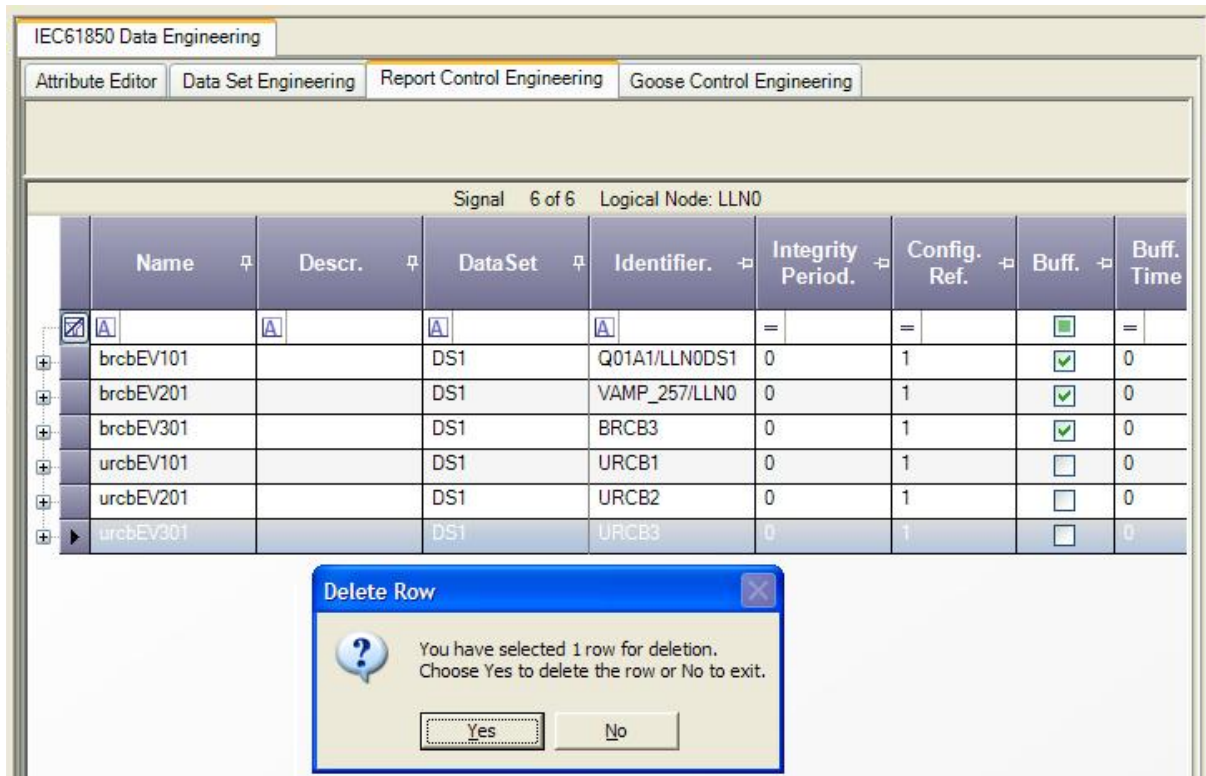 IEC61850 Data Engineering
Attribute Editor Data Set Engineering Report Control Engineering Goose Control Engineering
Signal 6 of 6 Logical Node: LLN0
Name Descr. DataSet Identifier. Integrity Period. Config. Ref. Buff. Buff. Time
A A A A = = =
brcbEV101 DS1 Q01A1/LLN0DS1 0 1 0
brcbEV201 DS1 VAMP_257/LLN0 0 1 0
brcbEV301 DS1 BRCB3 0 1 0
urcbEV101 DS1 URCB1 0 1 0
urcbEV201 DS1 URCB2 0 1 0
urcbEV301 DS1 URCB3 0 1 0
Delete Row
You have selected 1 row for deletion.
Choose Yes to delete the row or No to exit.
Yes No